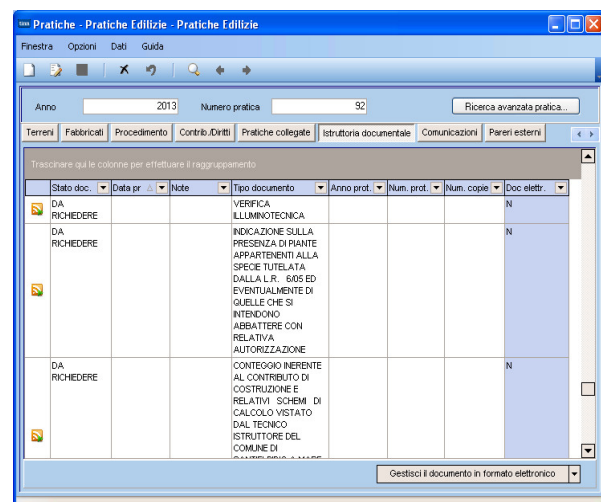 Pratiche - Pratiche Edilizie - Pratiche Edilizie
Finestra Opzioni Dati Guida
Anno 2013 Numero pratica 92 Ricerca avanzata pratica...
Terreni Fabbricati Procedimento Contrib./Diritti Pratiche collegate Istruttoria documentale Comunicazioni Pareri esterni
Trascinare qui le colonne per effettuare il raggruppamento
Stato doc. Data pr Note Tipo documento Anno prot. Num. prot. Num. copie Doc elettr.
DA VERIFICA N
RICHIEDERE ILLUMINOTECNICA
DA INDICAZIONE SULLA N
RICHIEDERE PRESENZA DI PIANTE
APPARTENENTI ALLA
SPECIE TUTELATA
DALLA L.R. 6/05 ED
EVENTUALMENTE DI
QUELLE CHE SI
INTENDONO
ABBATTERE CON
RELATIVA
AUTORIZZAZIONE
DA CONTEGGIO INERENTE N
RICHIEDERE AL CONTRIBUTO DI
COSTRUZIONE E
RELATIVI SCHEMI DI
CALCOLO VISTATO
DAL TECNICO
ISTRUTTORE DEL
COMUNE DI
Gestisci il documento in formato elettronico